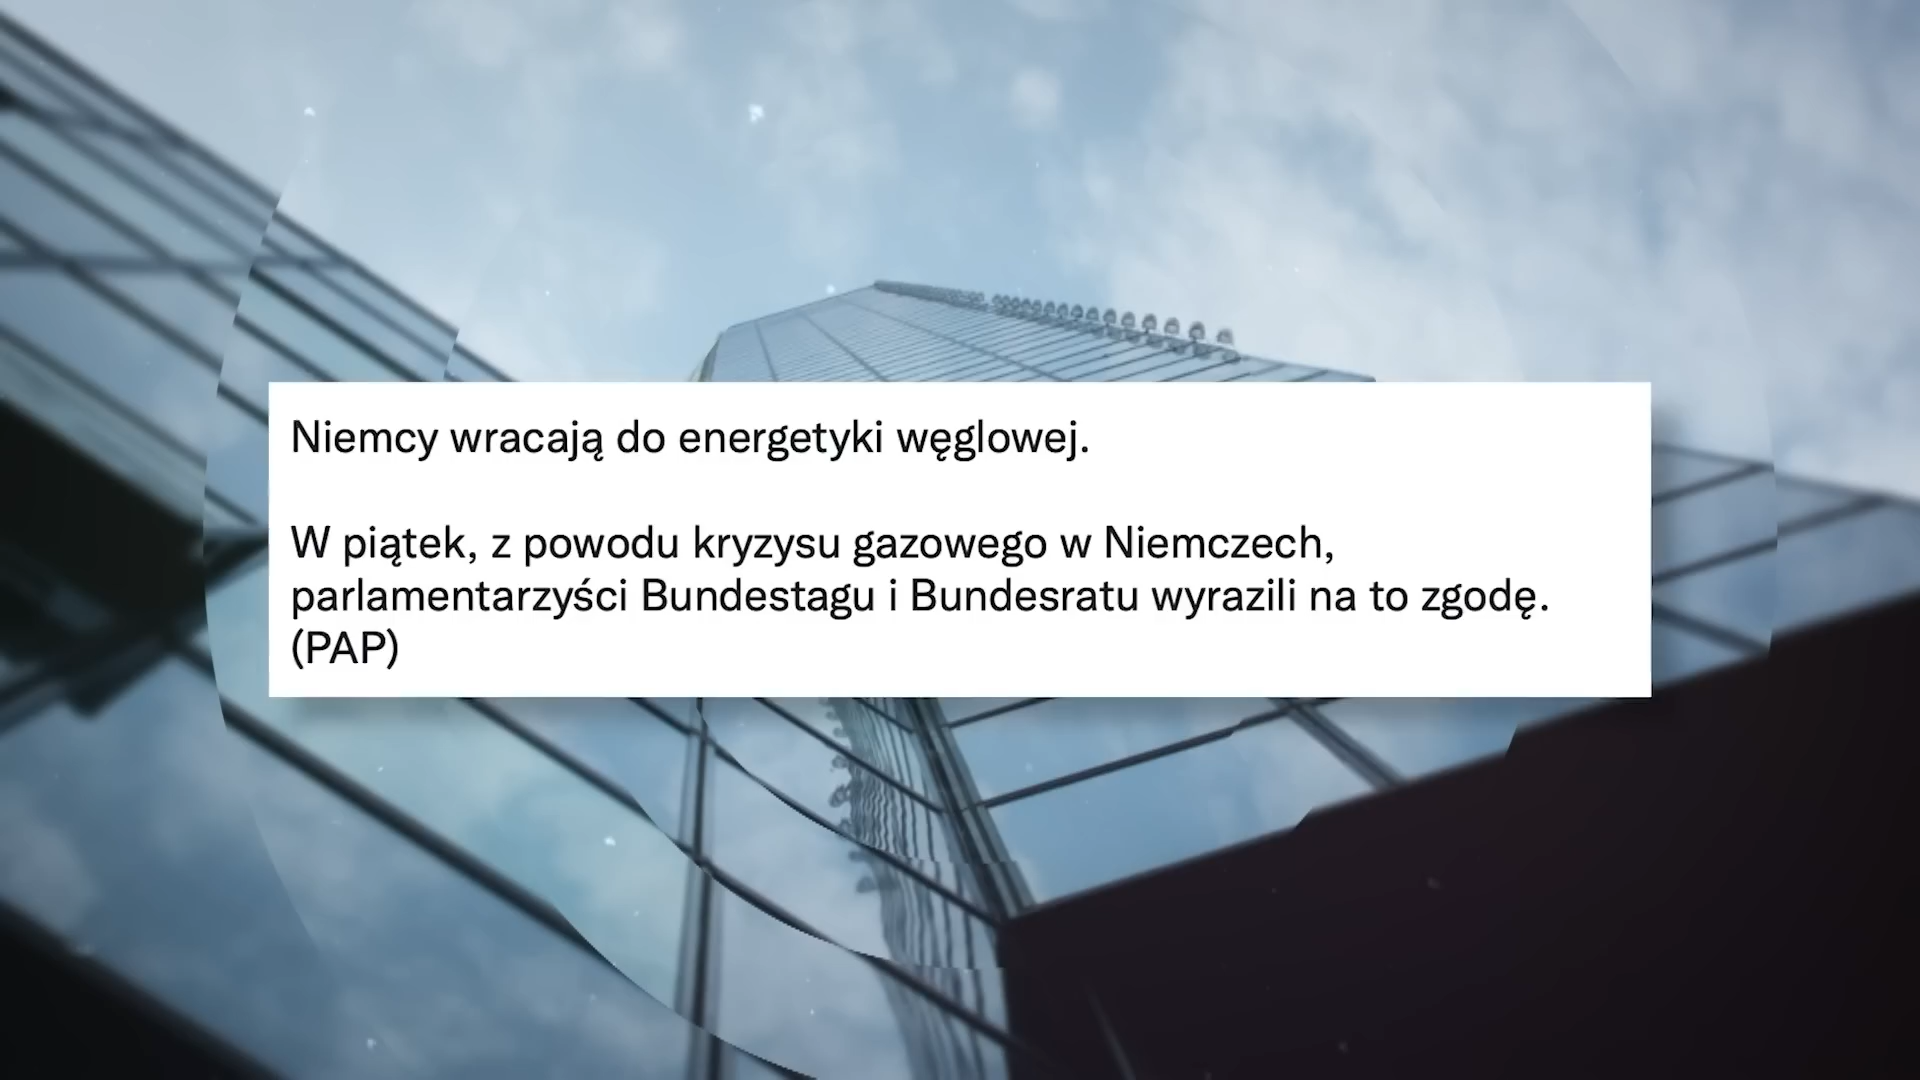 Niemcy wracają do energetyki węglowej.
W piątek, z powodu kryzysu gazowego w Niemczech,
parlamentarzyści Bundestagu i Bundesratu wyrazili na to zgodę.
(PAP)